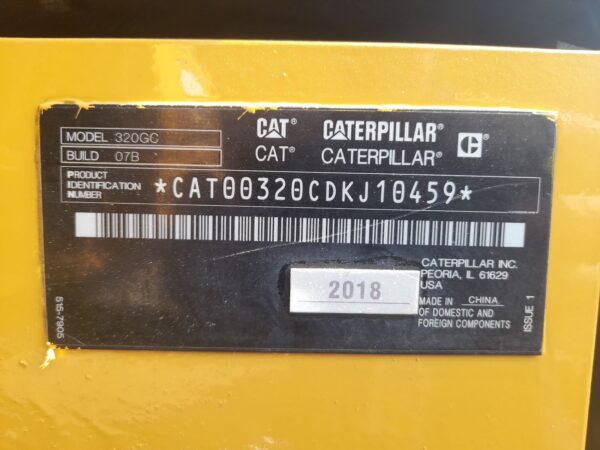 MODEL 320GC
BUILD 07B
CAT® CATERPILLAR® C®
CAT® CATERPILLAR®
PRODUCT IDENTIFICATION NUMBER
*CAT00320CDKJ10459*
CATERPILLAR INC.
PEORIA, IL 61629
USA
2018
MADE IN CHINA
OF DOMESTIC AND
FOREIGN COMPONENTS
515-7905
ISSUE 1